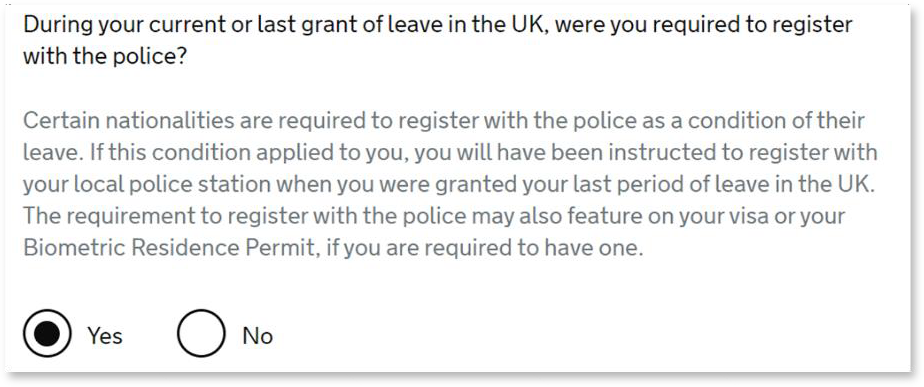 During your current or last grant of leave in the UK, were you required to register
with the police?
Certain nationalities are required to register with the police as a condition of their
leave. If this condition applied to you, you will have been instructed to register with
your local police station when you were granted your last period of leave in the UK.
The requirement to register with the police may also feature on your visa or your
Biometric Residence Permit, if you are required to have one.
Yes No